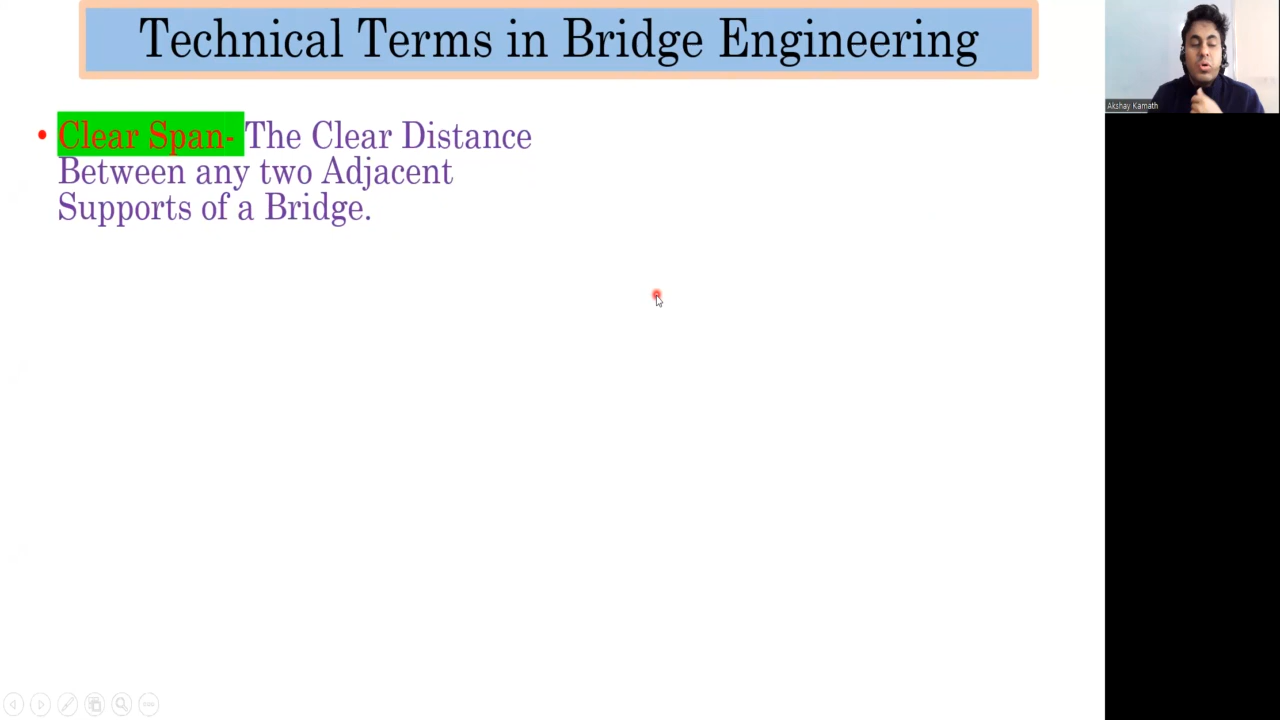 Technical Terms in Bridge Engineering
Akshay Kamath
• Clear Span- The Clear Distance
Between any two Adjacent
Supports of a Bridge.